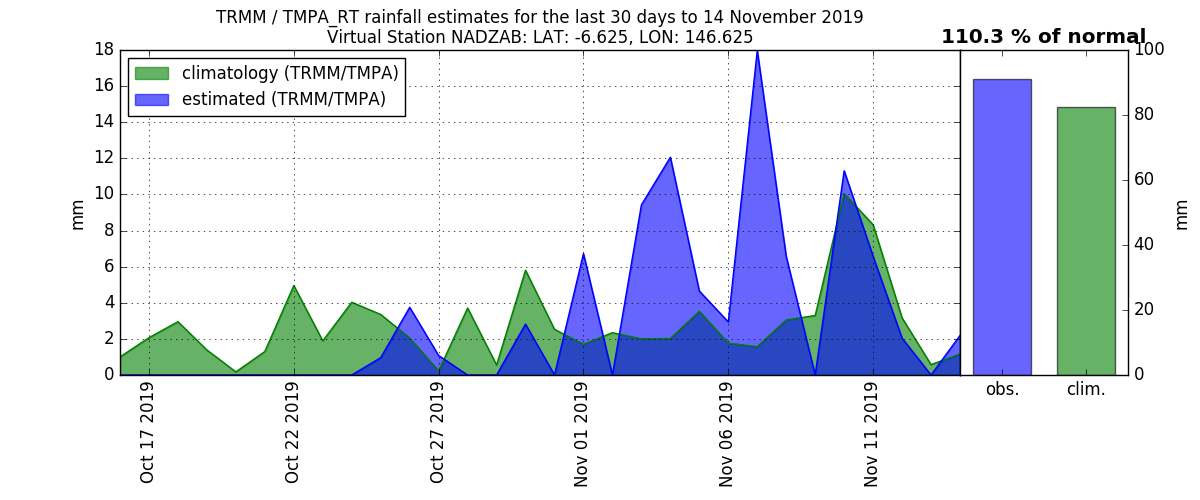 TRMM / TMPA_RT rainfall estimates for the last 30 days to 14 November 2019
Virtual Station NADZAB: LAT: -6.625, LON: 146.625
110.3 % of normal
climatology (TRMM/TMPA)
estimated (TRMM/TMPA)
18
16
14
12
10
8
6
4
2
0
mm
Oct 17 2019
Oct 22 2019
Oct 27 2019
Nov 01 2019
Nov 06 2019
Nov 11 2019
obs.
clim.
100
80
60
40
20
0
mm